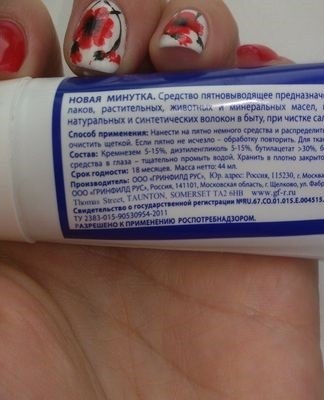 НОВАЯ МИНУТКА. Средство пятновыводящее предназначе
лаков, растительных, животных и минеральных масел,
натуральных и синтетических волокон в быту, при чистке сал
Способ применения: Нанести на пятно немного средства и распределит
очистить щеткой. Если пятно не исчезло - обработку повторить. Для ткан
Состав: Кремнезем 5-15%, диэтиленгликоль 5-15%, бутилацетат >30%, б
средства в глаза - тщательно промыть водой. Хранить в плотно закрыто
Срок годности: 18 месяцев. Масса нетто: 44 мл.
Производитель: ООО "ГРИНФИЛД РУС", Юр. адрес: Россия, 115230, г. Москва
ООО "ГРИНФИЛД РУС", Россия, 141101, Московская область, г. Щелково, ул. Фабр
Thomas Street, TAUNTON, SOMERSET TA2 6HB www.gf-r.ru
Свидетельство о государственной регистрации №RU.67.CO.01.015.E.004515.
ТУ 2383-015-90530954-2011
РАЗРЕШЕНО К ПРИМЕНЕНИЮ РОСПОТРЕБНАДЗОРОМ.